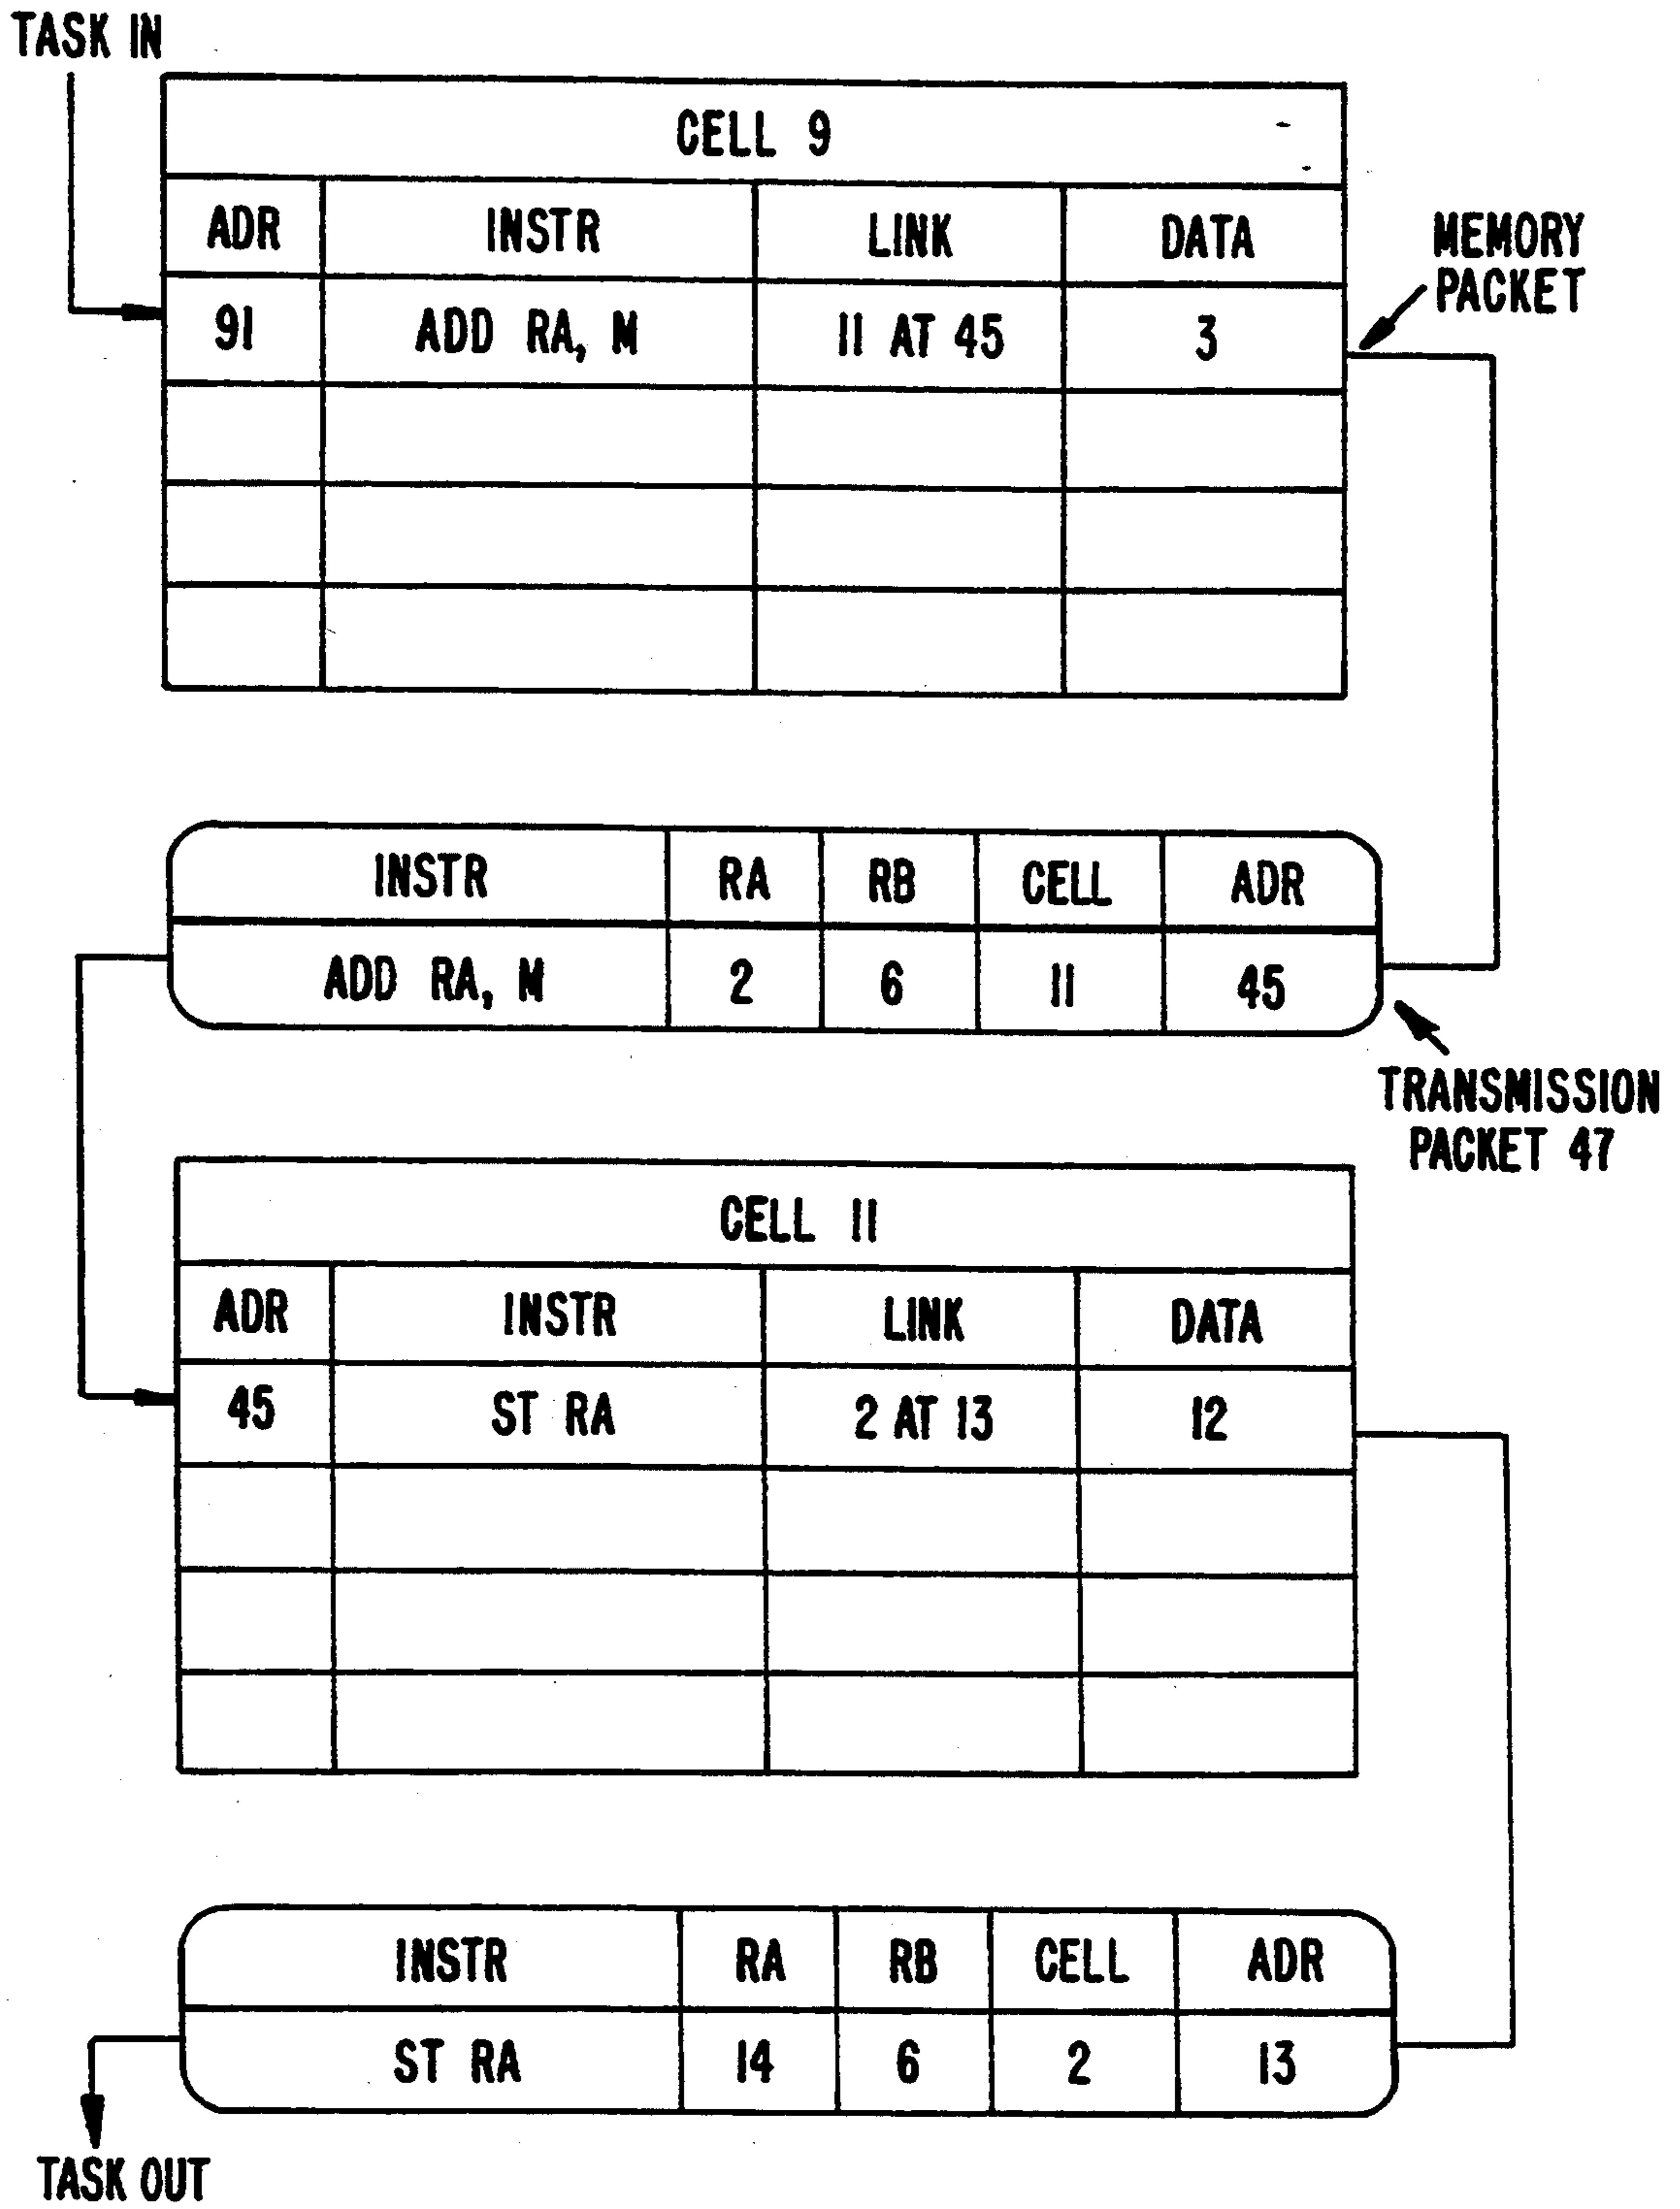 TASK IN
CELL 9
ADR INSTR LINK DATA
91 ADD RA, M 11 AT 45 3
MEMORY
PACKET
INSTR RA RB CELL ADR
ADD RA, M 2 6 11 45
TRANSMISSION
PACKET 47
CELL 11
ADR INSTR LINK DATA
45 ST RA 2 AT 13 12
INSTR RA RB CELL ADR
ST RA 14 6 2 13
TASK OUT